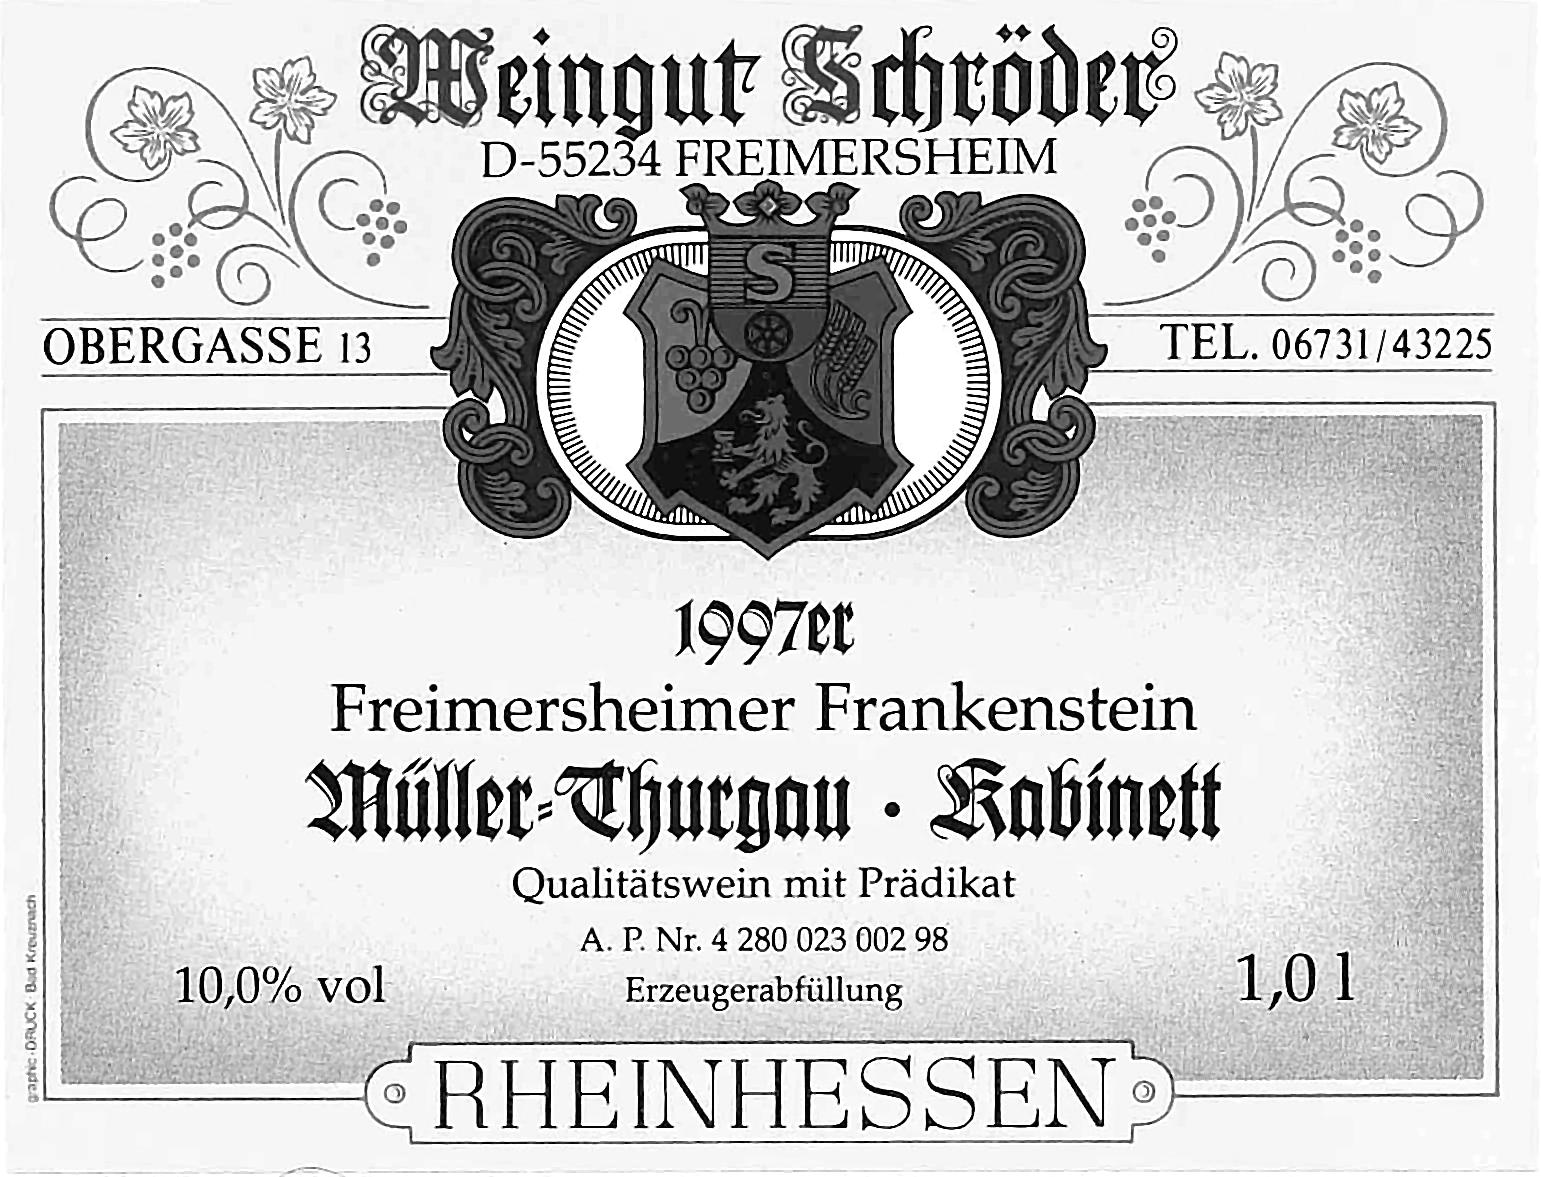 Weingut Schröder
D-55234 FREIMERSHEIM
S
OBERGASSE 13
TEL. 06731/43225
1997er
Freimersheimer Frankenstein
Müller-Thurgau · Kabinett
Qualitätswein mit Prädikat
A. P. Nr. 4 280 023 002 98
10,0% vol
Erzeugerabfüllung
1,0 l
RHEINHESSEN
graphic·DRUCK Bad Kreuznach